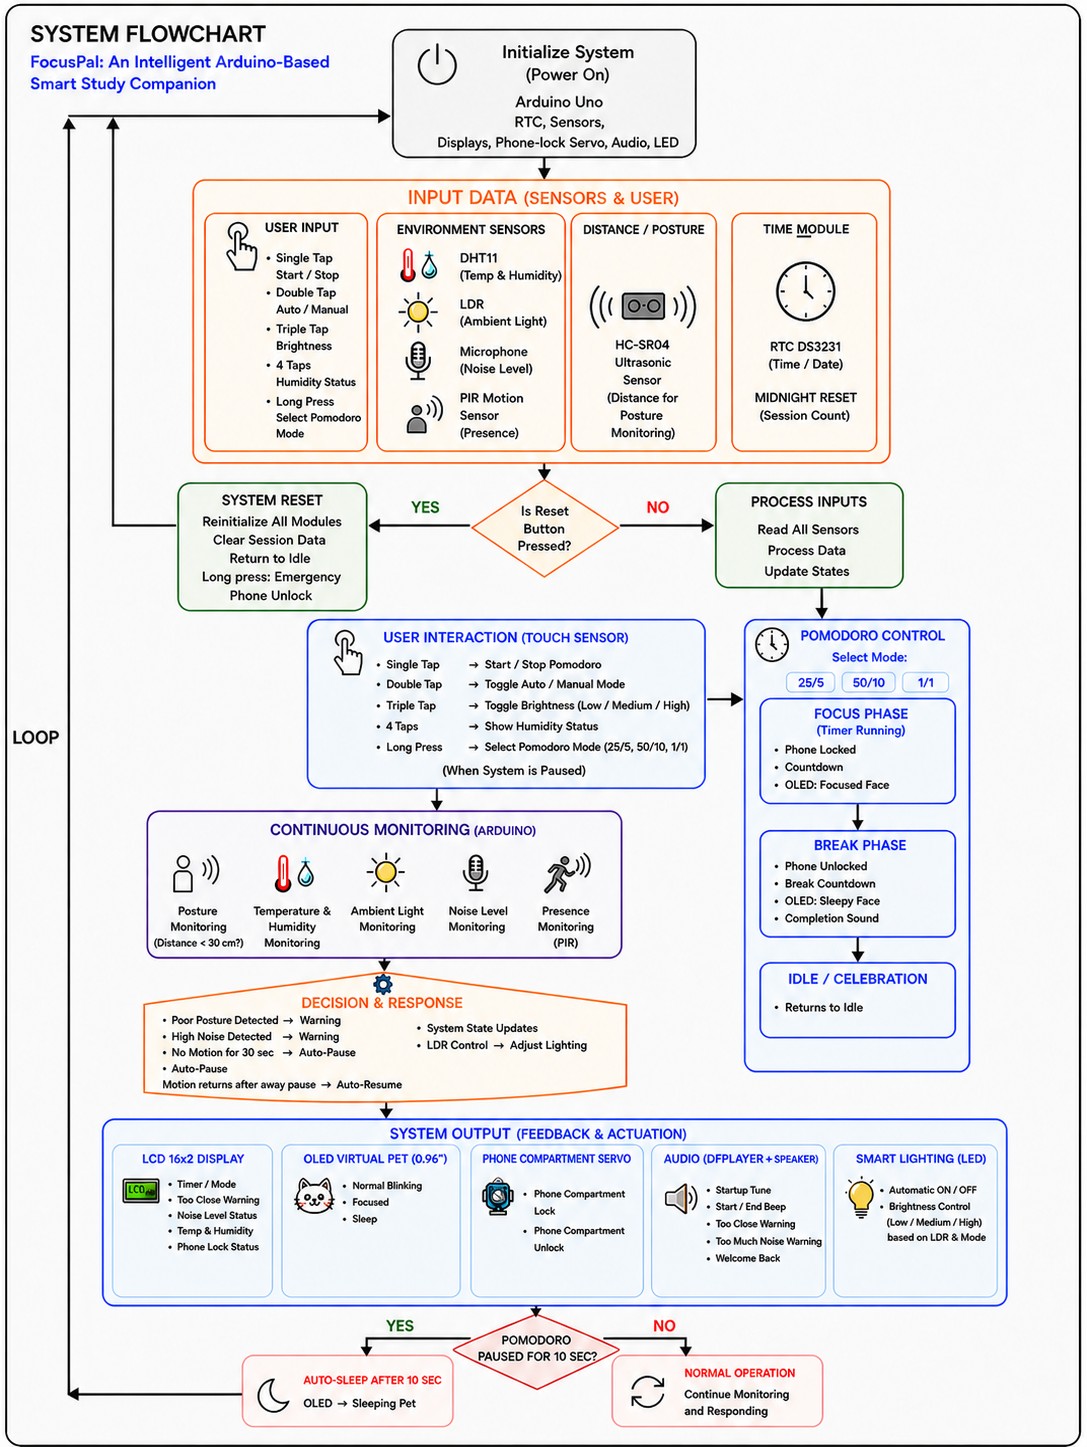 SYSTEM FLOWCHART
FocusPal: An Intelligent Arduino-Based
Smart Study Companion
Initialize System
(Power On)
Arduino Uno
RTC, Sensors,
Displays, Phone-lock Servo, Audio, LED
INPUT DATA (SENSORS & USER)
USER INPUT
• Single Tap
Start / Stop
• Double Tap
Auto / Manual
• Triple Tap
Brightness
• 4 Taps
Humidity Status
• Long Press
Select Pomodoro
Mode
ENVIRONMENT SENSORS
DHT11
(Temp & Humidity)
LDR
(Ambient Light)
Microphone
(Noise Level)
PIR Motion
Sensor
(Presence)
DISTANCE / POSTURE
HC-SR04
Ultrasonic
Sensor
(Distance for
Posture
Monitoring)
TIME MODULE
RTC DS3231
(Time / Date)
MIDNIGHT RESET
(Session Count)
SYSTEM RESET
Reinitialize All Modules
Clear Session Data
Return to Idle
Long press: Emergency
Phone Unlock
YES
Is Reset
Button
Pressed?
NO
PROCESS INPUTS
Read All Sensors
Process Data
Update States
USER INTERACTION (TOUCH SENSOR)
• Single Tap → Start / Stop Pomodoro
• Double Tap → Toggle Auto / Manual Mode
• Triple Tap → Toggle Brightness (Low / Medium / High)
• 4 Taps → Show Humidity Status
• Long Press → Select Pomodoro Mode (25/5, 50/10, 1/1)
(When System is Paused)
POMODORO CONTROL
Select Mode:
25/5 50/10 1/1
FOCUS PHASE
(Timer Running)
• Phone Locked
• Countdown
• OLED: Focused Face
BREAK PHASE
• Phone Unlocked
• Break Countdown
• OLED: Sleepy Face
• Completion Sound
IDLE / CELEBRATION
• Returns to Idle
LOOP
CONTINUOUS MONITORING (ARDUINO)
Posture
Monitoring
(Distance < 30 cm?)
Temperature &
Humidity
Monitoring
Ambient Light
Monitoring
Noise Level
Monitoring
Presence
Monitoring
(PIR)
DECISION & RESPONSE
• Poor Posture Detected → Warning
• High Noise Detected → Warning
• No Motion for 30 sec → Auto-Pause
• Auto-Pause
Motion returns after away pause → Auto-Resume
• System State Updates
• LDR Control → Adjust Lighting
SYSTEM OUTPUT (FEEDBACK & ACTUATION)
LCD 16x2 DISPLAY
LCD
• Timer / Mode
• Too Close Warning
• Noise Level Status
• Temp & Humidity
• Phone Lock Status
OLED VIRTUAL PET (0.96")
• Normal Blinking
• Focused
• Sleep
PHONE COMPARTMENT SERVO
• Phone Compartment
Lock
• Phone Compartment
Unlock
AUDIO (DFPLAYER + SPEAKER)
• Startup Tune
• Start / End Beep
• Too Close Warning
• Too Much Noise Warning
• Welcome Back
SMART LIGHTING (LED)
• Automatic ON / OFF
• Brightness Control
(Low / Medium / High)
based on LDR & Mode
YES
POMODORO
PAUSED FOR 10 SEC?
NO
AUTO-SLEEP AFTER 10 SEC
OLED → Sleeping Pet
NORMAL OPERATION
Continue Monitoring
and Responding